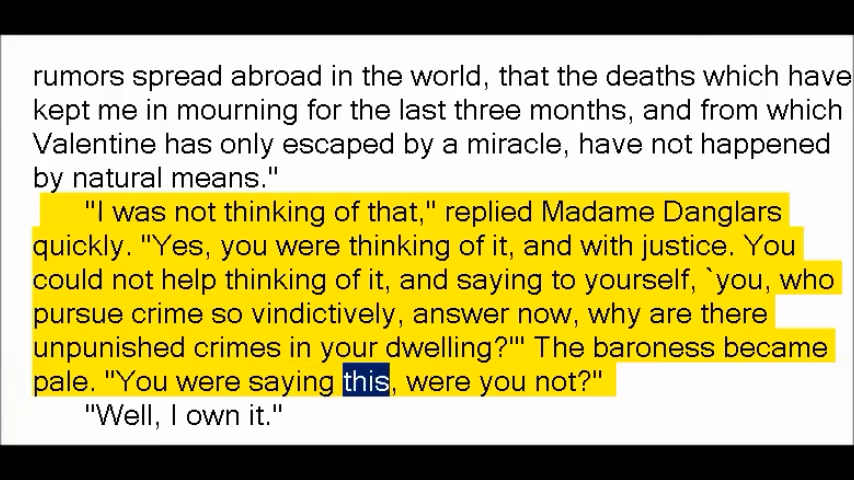 rumors spread abroad in the world, that the deaths which have
kept me in mourning for the last three months, and from which
Valentine has only escaped by a miracle, have not happened
by natural means."
"I was not thinking of that," replied Madame Danglars
quickly. "Yes, you were thinking of it, and with justice. You
could not help thinking of it, and saying to yourself, `you, who
pursue crime so vindictively, answer now, why are there
unpunished crimes in your dwelling?'" The baroness became
pale. "You were saying this, were you not?"
"Well, I own it."